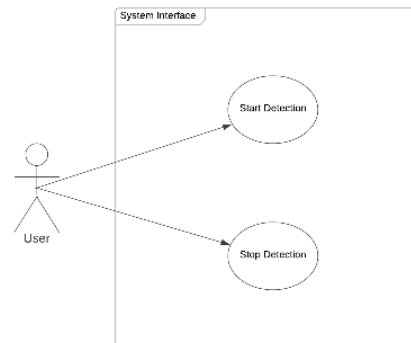 System Interface
Start Detection
User
Stop Detection